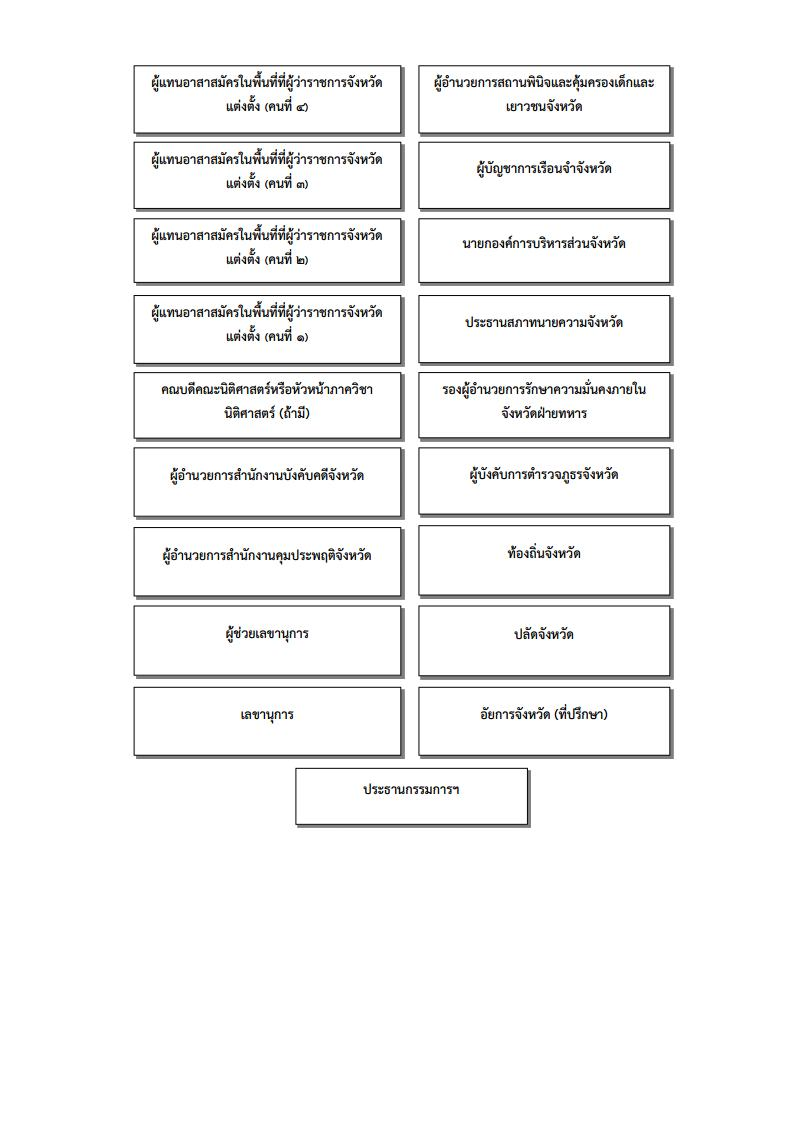 ผู้แทนอาสาสมัครในพื้นที่ที่ผู้ว่าราชการจังหวัด
แต่งตั้ง (คนที่ ๔)
ผู้อำนวยการสถานพินิจและคุ้มครองเด็กและ
เยาวชนจังหวัด
ผู้แทนอาสาสมัครในพื้นที่ที่ผู้ว่าราชการจังหวัด
แต่งตั้ง (คนที่ ๓)
ผู้บัญชาการเรือนจำจังหวัด
ผู้แทนอาสาสมัครในพื้นที่ที่ผู้ว่าราชการจังหวัด
แต่งตั้ง (คนที่ ๒)
นายกองค์การบริหารส่วนจังหวัด
ผู้แทนอาสาสมัครในพื้นที่ที่ผู้ว่าราชการจังหวัด
แต่งตั้ง (คนที่ ๑)
ประธานสภาทนายความจังหวัด
คณบดีคณะนิติศาสตร์หรือหัวหน้าภาควิชา
นิติศาสตร์ (ถ้ามี)
รองผู้อำนวยการรักษาความมั่นคงภายใน
จังหวัดฝ่ายทหาร
ผู้อำนวยการสำนักงานบังคับคดีจังหวัด
ผู้บังคับการตำรวจภูธรจังหวัด
ผู้อำนวยการสำนักงานคุมประพฤติจังหวัด
ท้องถิ่นจังหวัด
ผู้ช่วยเลขานุการ
ปลัดจังหวัด
เลขานุการ
อัยการจังหวัด (ที่ปรึกษา)
ประธานกรรมการฯ